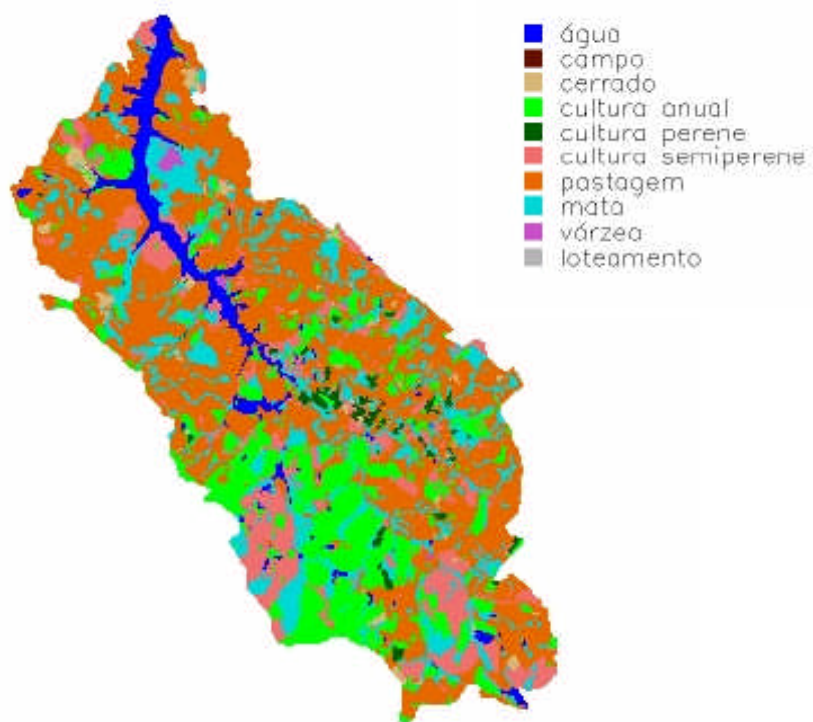 água
campo
cerrado
cultura anual
cultura perene
cultura semiperene
pastagem
mata
várzea
loteamento